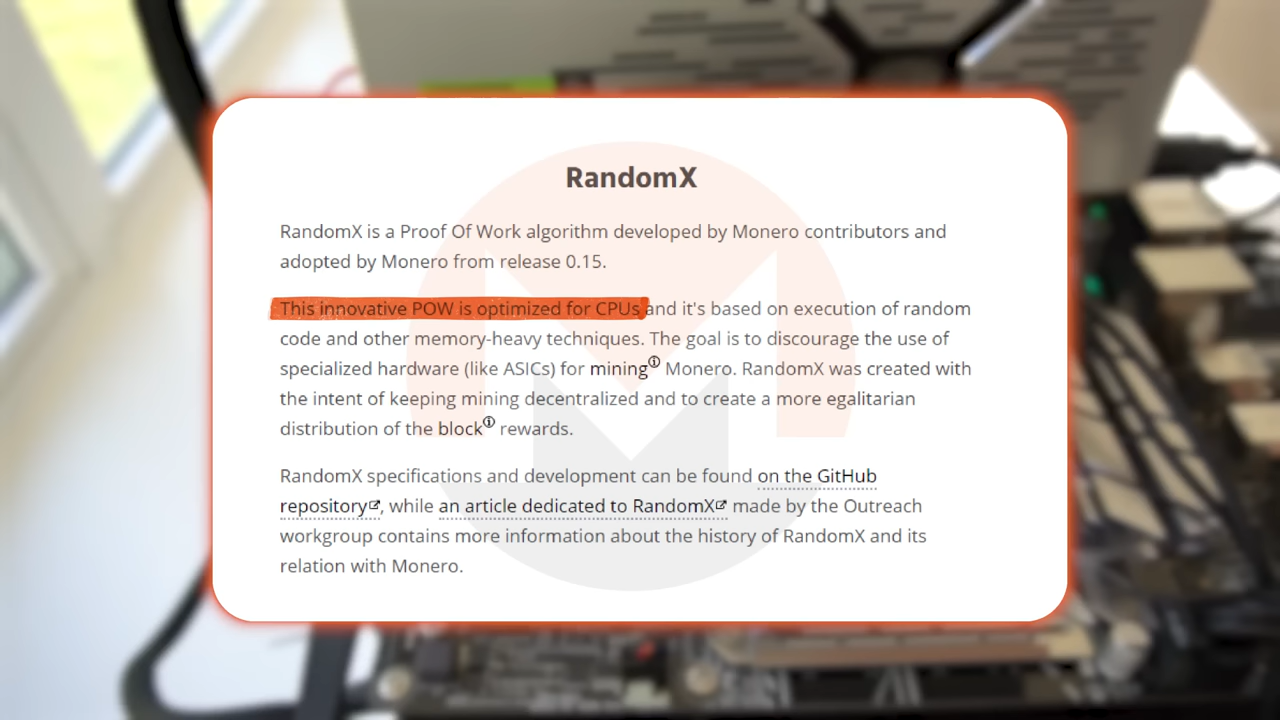 RandomX
RandomX is a Proof Of Work algorithm developed by Monero contributors and
adopted by Monero from release 0.15.
This innovative POW is optimized for CPUs and it's based on execution of random
code and other memory-heavy techniques. The goal is to discourage the use of
specialized hardware (like ASICs) for mining Monero. RandomX was created with
the intent of keeping mining decentralized and to create a more egalitarian
distribution of the block rewards.
RandomX specifications and development can be found on the GitHub
repository, while an article dedicated to RandomX made by the Outreach
workgroup contains more information about the history of RandomX and its
relation with Monero.